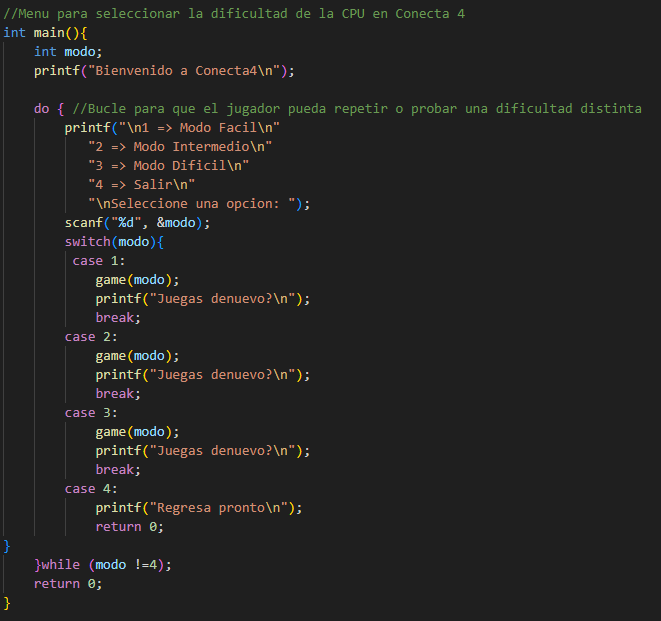 //Menu para seleccionar la dificultad de la CPU en Conecta 4
int main(){
    int modo;
    printf("Bienvenido a Conecta4\n");

    do { //Bucle para que el jugador pueda repetir o probar una dificultad distinta
        printf("\n1 => Modo Facil\n"
           "2 => Modo Intermedio\n"
           "3 => Modo Dificil\n"
           "4 => Salir\n"
           "\nSeleccione una opcion: ");
        scanf("%d", &modo);
        switch(modo){
         case 1:
            game(modo);
            printf("Juegas denuevo?\n");
            break;
        case 2:
            game(modo);
            printf("Juegas denuevo?\n");
            break;
        case 3:
            game(modo);
            printf("Juegas denuevo?\n");
            break;
        case 4:
            printf("Regresa pronto\n");
            return 0;
}
    }while (modo !=4);
    return 0;
}